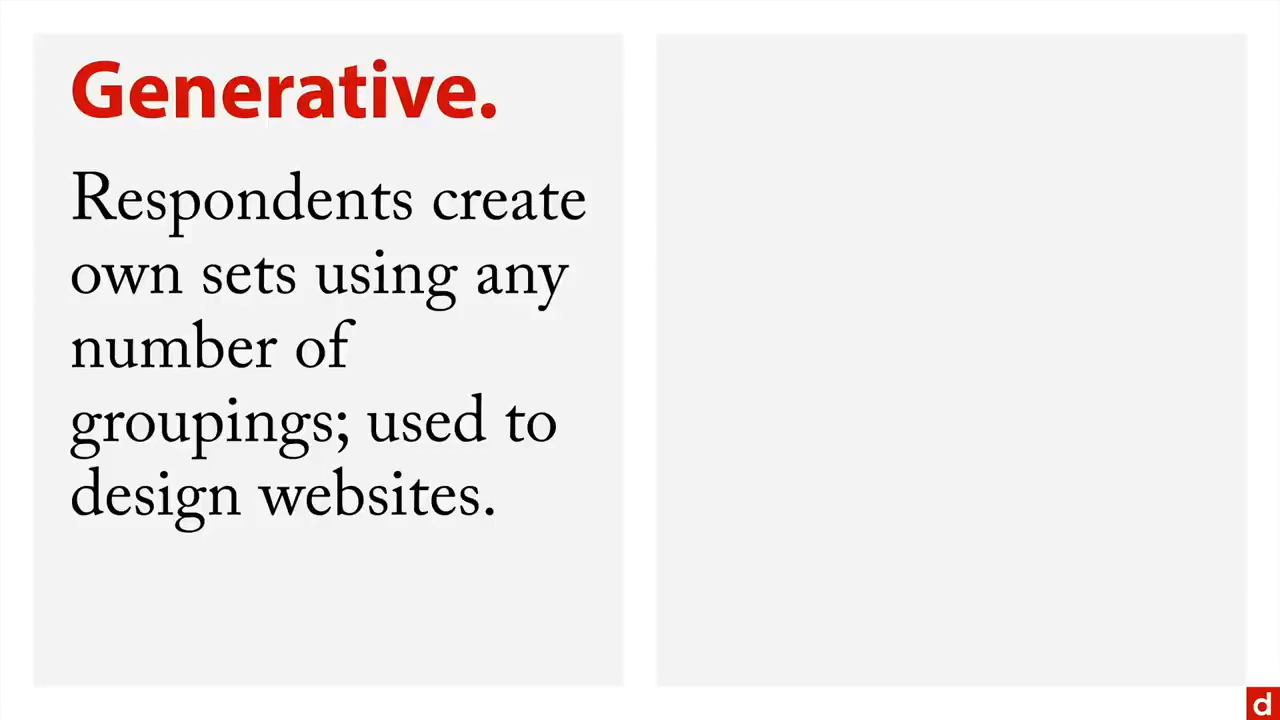 Generative.
Respondents create
own sets using any
number of
groupings; used to
design websites.
d